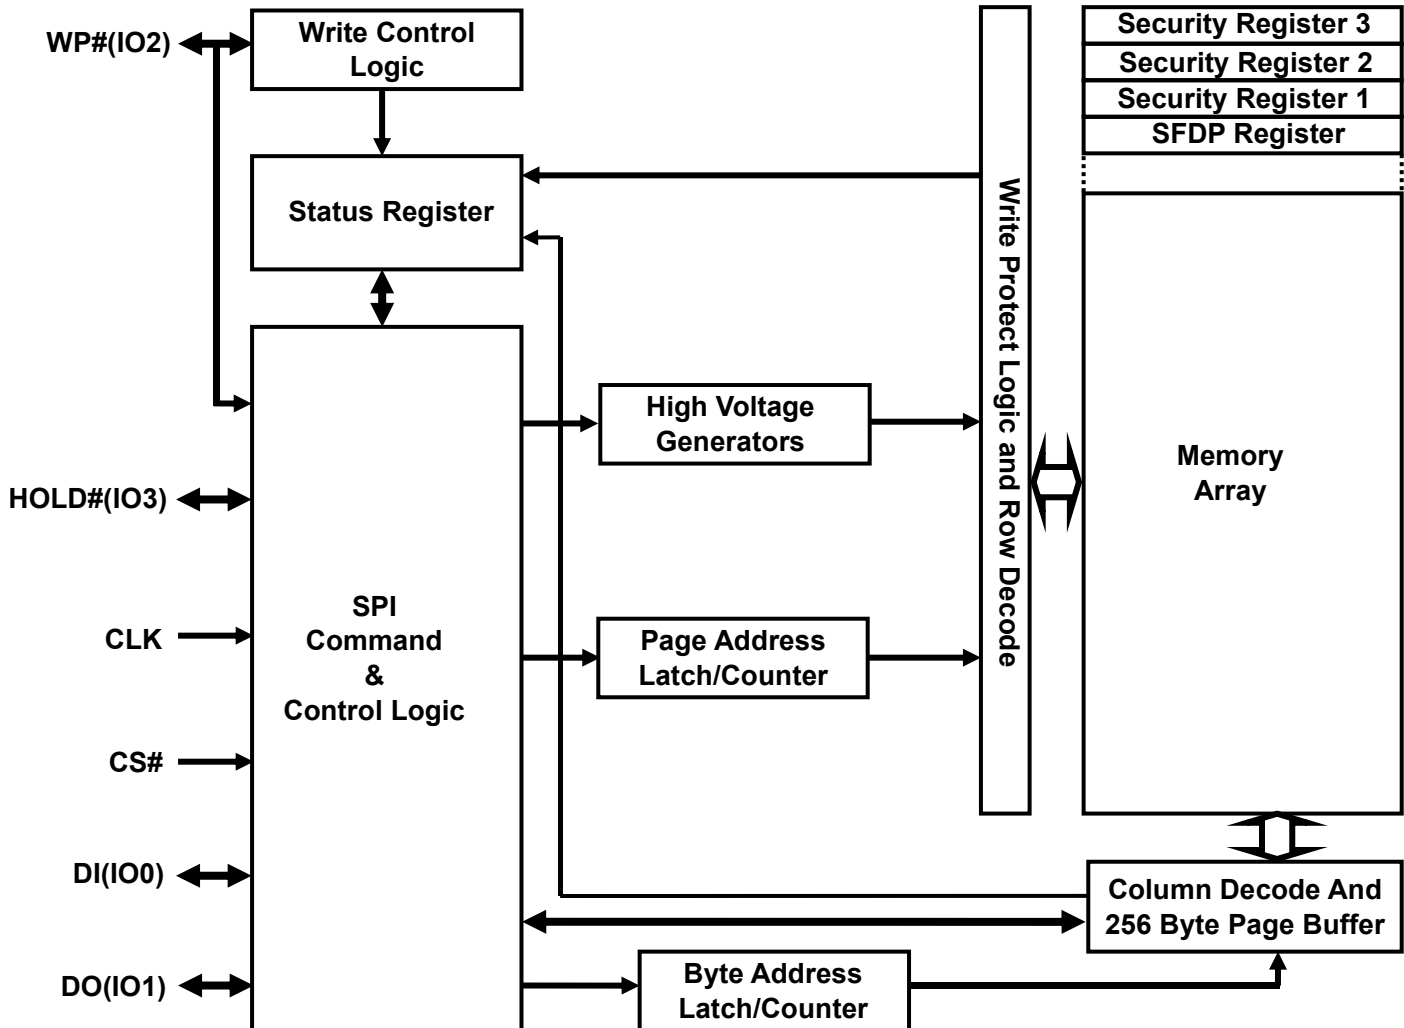 WP#(IO2)
Write Control
Logic
Security Register 3
Security Register 2
Security Register 1
SFDP Register
Status Register
Write Protect Logic and Row Decode
High Voltage
Generators
Memory
Array
HOLD#(IO3)
SPI
Command
&
Control Logic
CLK
Page Address
Latch/Counter
CS#
DI(IO0)
Column Decode And
256 Byte Page Buffer
DO(IO1)
Byte Address
Latch/Counter